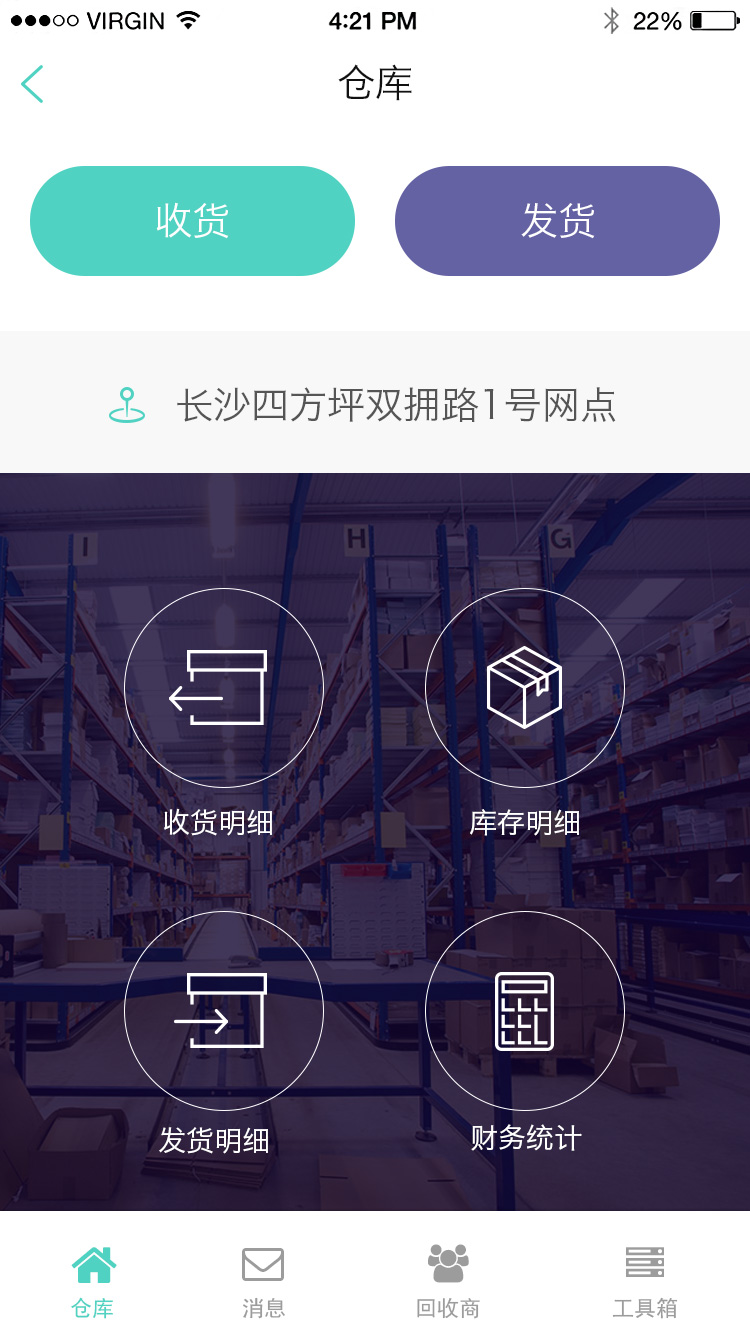 VIRGIN 4:21 PM 22%
仓库
收货 发货
长沙四方坪双拥路1号网点
I H G
收货明细 库存明细
发货明细 财务统计
仓库 消息 回收商 工具箱